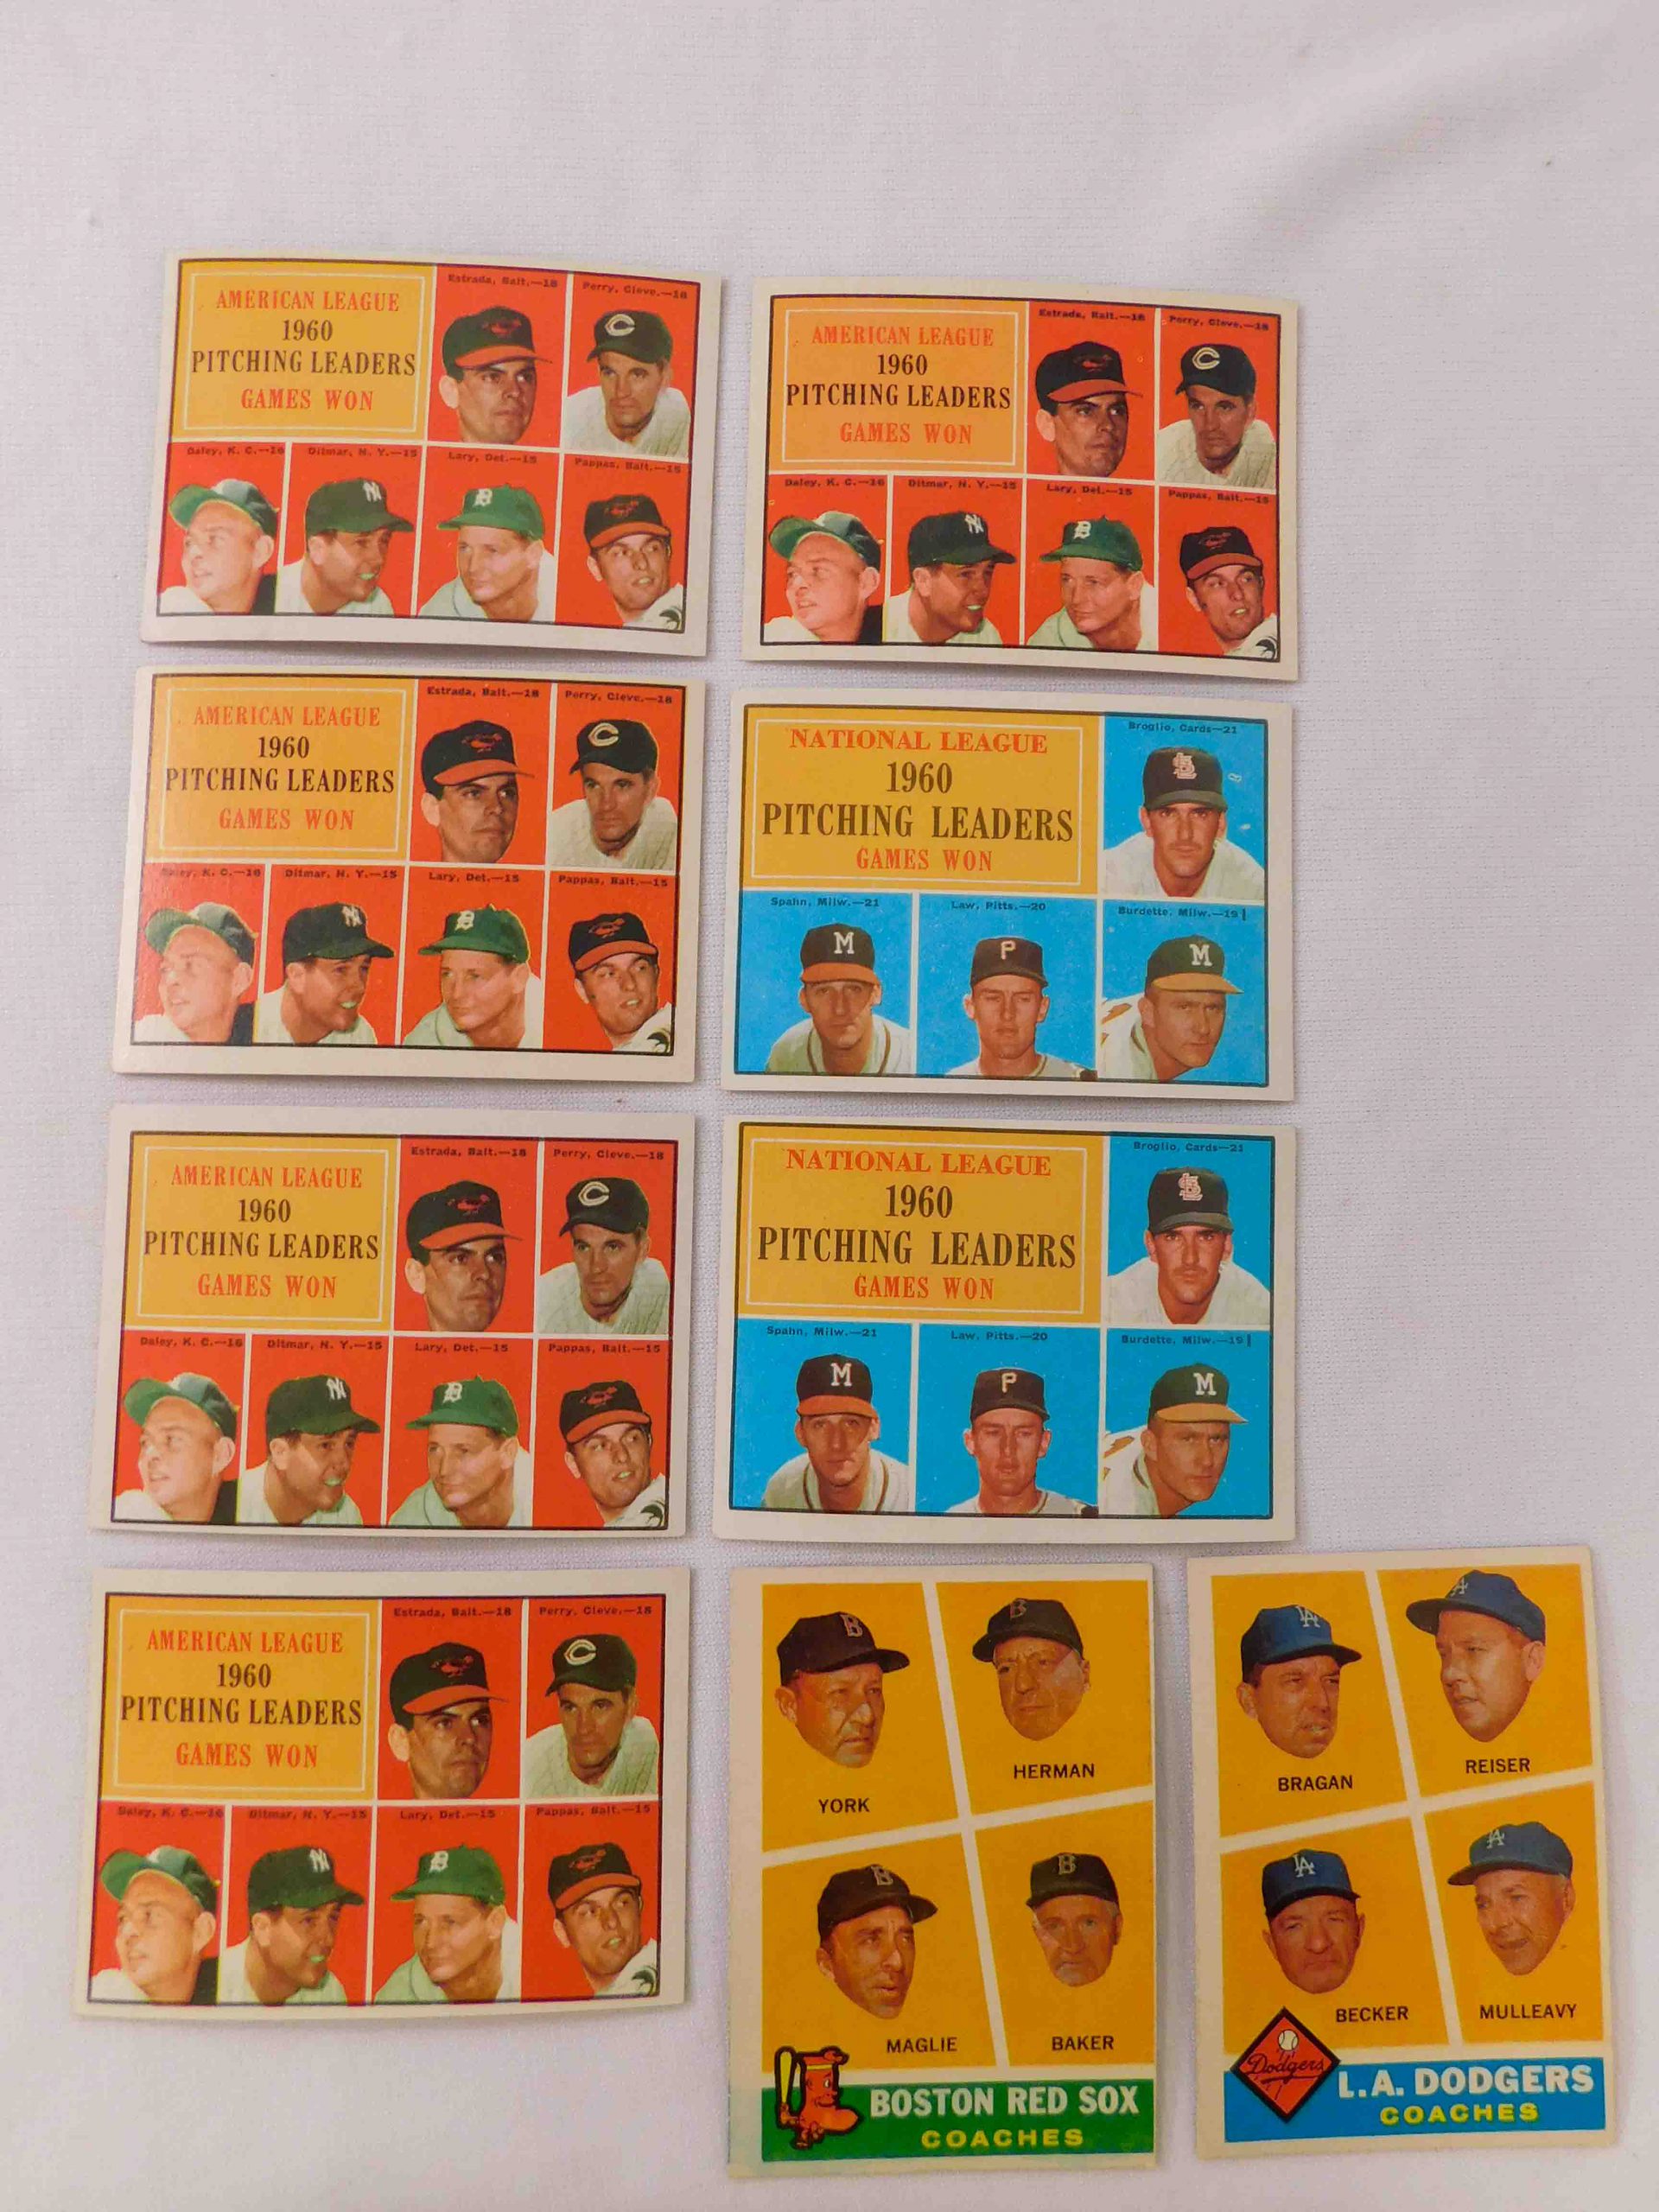 AMERICAN LEAGUE
1960
PITCHING LEADERS
GAMES WON
Estrada, Balt.—18
Perry, Cleve.—18
Daley, K. C.—16
Ditmar, N. Y.—15
Lary, Det.—15
Pappas, Balt.—15
AMERICAN LEAGUE
1960
PITCHING LEADERS
GAMES WON
Estrada, Balt.—18
Perry, Cleve.—18
Daley, K. C.—16
Ditmar, N. Y.—15
Lary, Det.—15
Pappas, Balt.—15
AMERICAN LEAGUE
1960
PITCHING LEADERS
GAMES WON
Estrada, Balt.—18
Perry, Cleve.—18
Daley, K. C.—16
Ditmar, N. Y.—15
Lary, Det.—15
Pappas, Balt.—15
NATIONAL LEAGUE
1960
PITCHING LEADERS
GAMES WON
Broglio, Cards—21
Spahn, Milw.—21
Law, Pitts.—20
Burdette, Milw.—19
AMERICAN LEAGUE
1960
PITCHING LEADERS
GAMES WON
Estrada, Balt.—18
Perry, Cleve.—18
Daley, K. C.—16
Ditmar, N. Y.—15
Lary, Det.—15
Pappas, Balt.—15
NATIONAL LEAGUE
1960
PITCHING LEADERS
GAMES WON
Broglio, Cards—21
Spahn, Milw.—21
Law, Pitts.—20
Burdette, Milw.—19
AMERICAN LEAGUE
1960
PITCHING LEADERS
GAMES WON
Estrada, Balt.—18
Perry, Cleve.—18
Daley, K. C.—16
Ditmar, N. Y.—15
Lary, Det.—15
Pappas, Balt.—15
YORK
HERMAN
MAGLIE
BAKER
BOSTON RED SOX
COACHES
BRAGAN
REISER
BECKER
MULLEAVY
Dodgers
L.A. DODGERS
COACHES